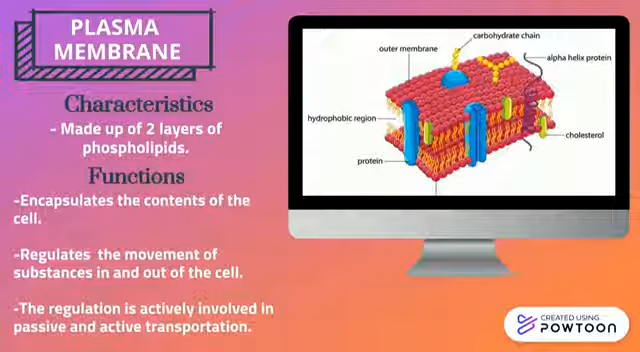 PLASMA
MEMBRANE
Characteristics
- Made up of 2 layers of
phospholipids.
Functions
-Encapsulates the contents of the
cell.
-Regulates the movement of
substances in and out of the cell.
-The regulation is actively involved in
passive and active transportation.
carbohydrate chain
outer membrane
alpha helix protein
hydrophobic region
cholesterol
protein
CREATED USING
POWTOON